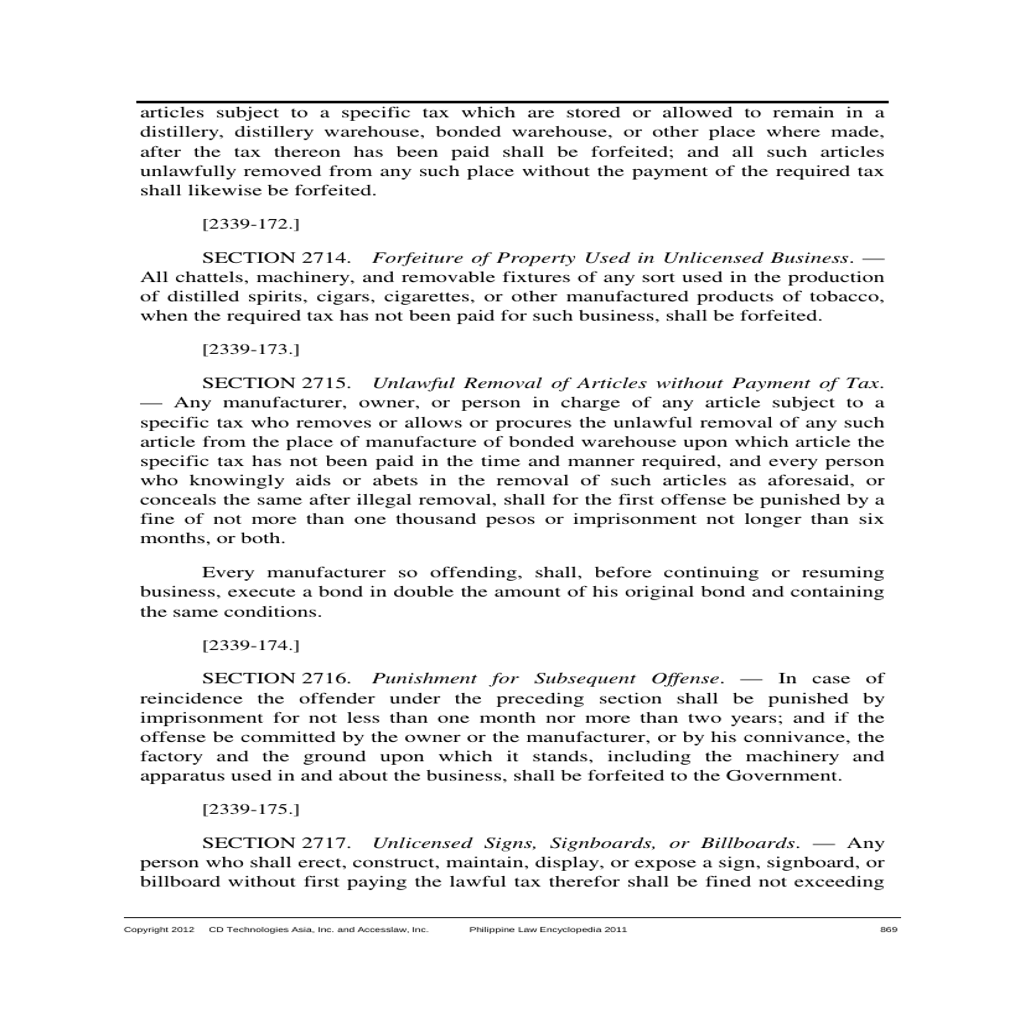 articles subject to a specific tax which are stored or allowed to remain in a
distillery, distillery warehouse, bonded warehouse, or other place where made,
after the tax thereon has been paid shall be forfeited; and all such articles
unlawfully removed from any such place without the payment of the required tax
shall likewise be forfeited.
[2339-172.]
SECTION 2714. Forfeiture of Property Used in Unlicensed Business. —
All chattels, machinery, and removable fixtures of any sort used in the production
of distilled spirits, cigars, cigarettes, or other manufactured products of tobacco,
when the required tax has not been paid for such business, shall be forfeited.
[2339-173.]
SECTION 2715. Unlawful Removal of Articles without Payment of Tax.
— Any manufacturer, owner, or person in charge of any article subject to a
specific tax who removes or allows or procures the unlawful removal of any such
article from the place of manufacture of bonded warehouse upon which article the
specific tax has not been paid in the time and manner required, and every person
who knowingly aids or abets in the removal of such articles as aforesaid, or
conceals the same after illegal removal, shall for the first offense be punished by a
fine of not more than one thousand pesos or imprisonment not longer than six
months, or both.
Every manufacturer so offending, shall, before continuing or resuming
business, execute a bond in double the amount of his original bond and containing
the same conditions.
[2339-174.]
SECTION 2716. Punishment for Subsequent Offense. — In case of
reincidence the offender under the preceding section shall be punished by
imprisonment for not less than one month nor more than two years; and if the
offense be committed by the owner or the manufacturer, or by his connivance, the
factory and the ground upon which it stands, including the machinery and
apparatus used in and about the business, shall be forfeited to the Government.
[2339-175.]
SECTION 2717. Unlicensed Signs, Signboards, or Billboards. — Any
person who shall erect, construct, maintain, display, or expose a sign, signboard, or
billboard without first paying the lawful tax therefor shall be fined not exceeding
Copyright 2012 CD Technologies Asia, Inc. and Accesslaw, Inc. Philippine Law Encyclopedia 2011 869